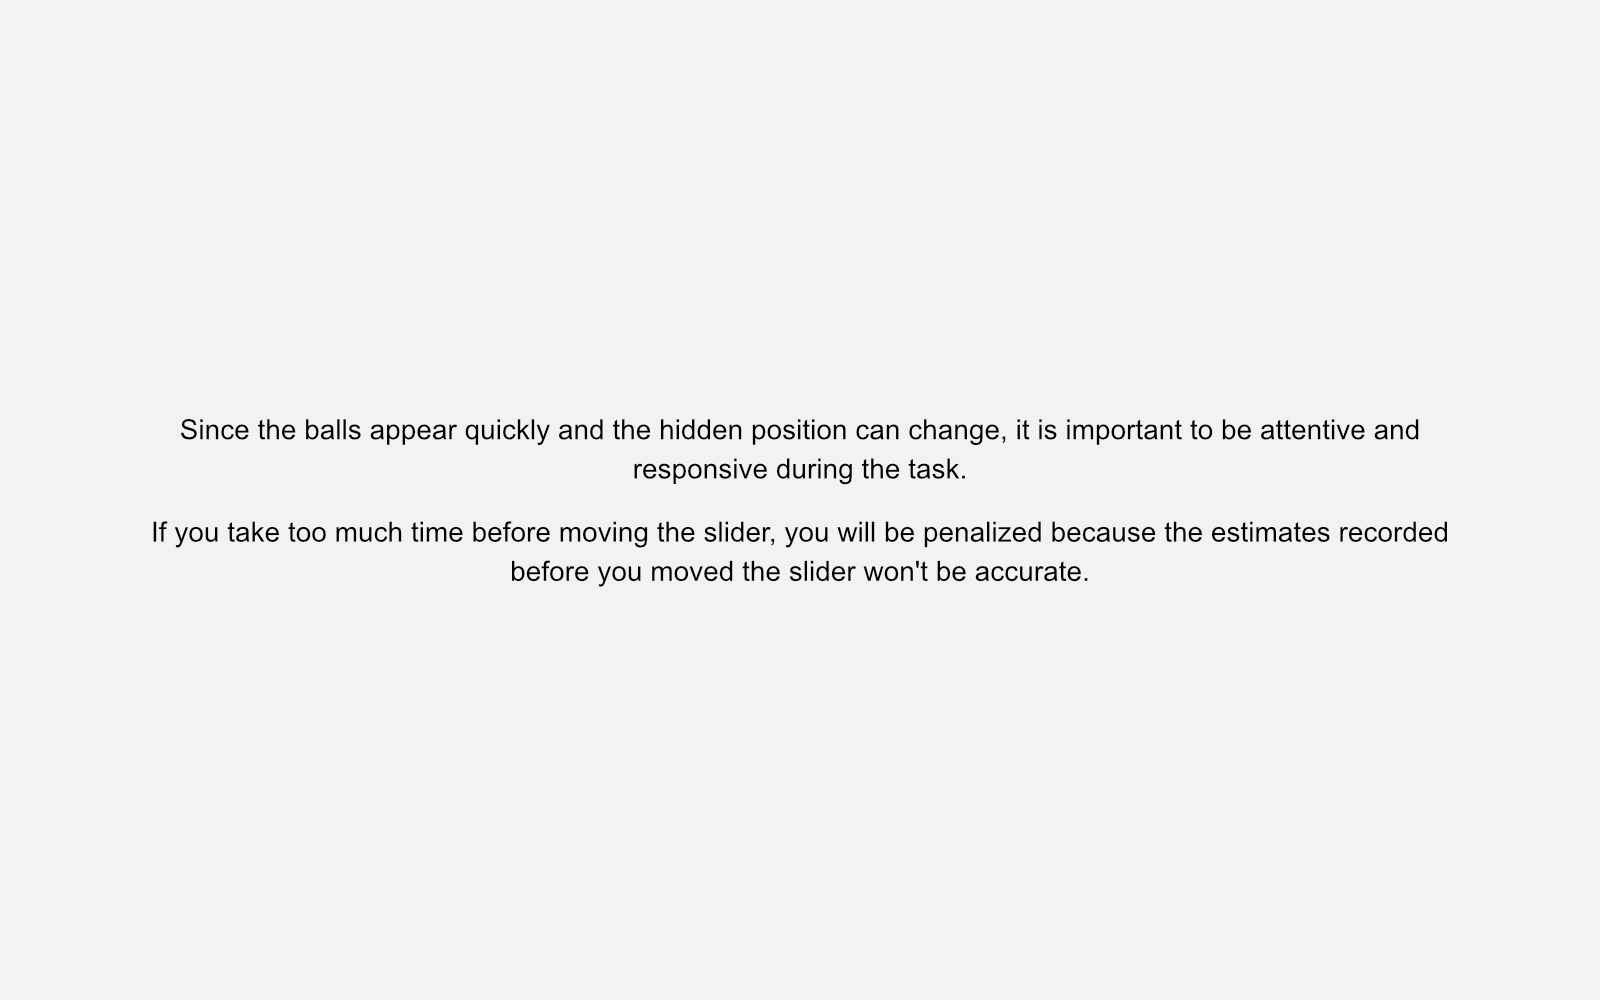 Since the balls appear quickly and the hidden position can change, it is important to be attentive and
responsive during the task.
If you take too much time before moving the slider, you will be penalized because the estimates recorded
before you moved the slider won't be accurate.